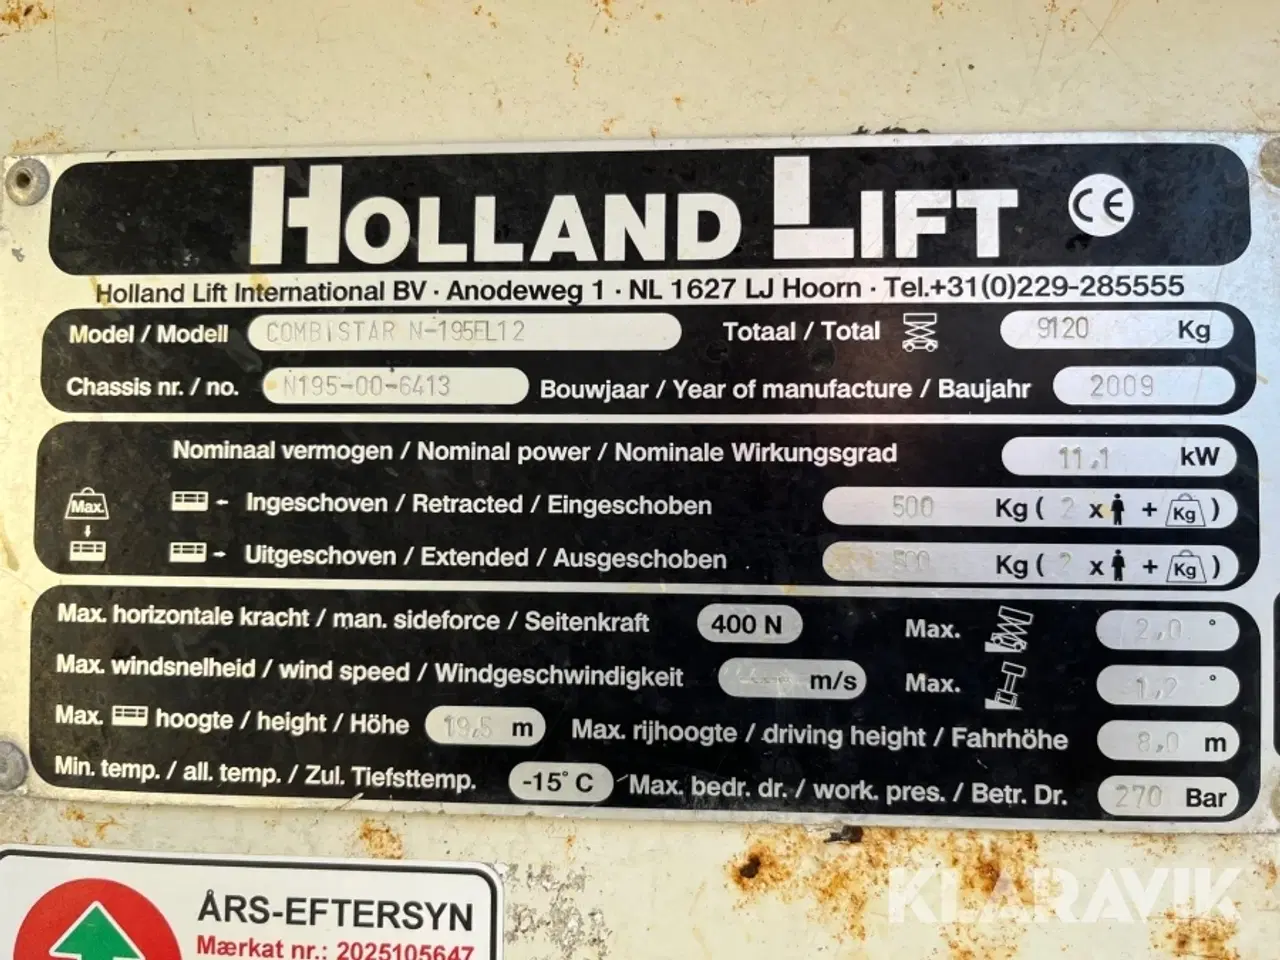 HOLLAND LIFT CE
Holland Lift International BV · Anodeweg 1 · NL 1627 LJ Hoorn · Tel.+31(0)229-285555
Model / Modell COMBISTAR N-195EL12 Totaal / Total 9120 Kg
Chassis nr. / no. N195-00-6413 Bouwjaar / Year of manufacture / Baujahr 2009
Nominaal vermogen / Nominal power / Nominale Wirkungsgrad 11,1 kW
Max. Ingeschoven / Retracted / Eingeschoben 500 Kg ( 2 x + Kg )
Uitgeschoven / Extended / Ausgeschoben 500 Kg ( 2 x + Kg )
Max. horizontale kracht / man. sideforce / Seitenkraft 400 N Max. 2,0 °
Max. windsnelheid / wind speed / Windgeschwindigkeit m/s Max. 1,2 °
Max. hoogte / height / Höhe 19,5 m Max. rijhoogte / driving height / Fahrhöhe 8,0 m
Min. temp. / all. temp. / Zul. Tiefsttemp. -15° C Max. bedr. dr. / work. pres. / Betr. Dr. 270 Bar
ÅRS-EFTERSYN
Mærkat nr.: 2025105647
KLARAVIK